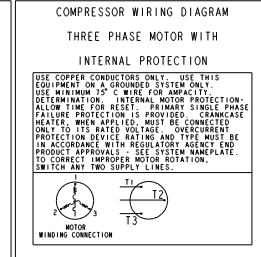 COMPRESSOR WIRING DIAGRAM
THREE PHASE MOTOR WITH
INTERNAL PROTECTION
USE COPPER CONDUCTORS ONLY. USE THIS
EQUIPMENT ON A GROUNDED SYSTEM ONLY.
USE MINIMUM 75° C WIRE FOR AMPACITY.
DETERMINATION. INTERNAL MOTOR PROTECTION-
ALLOW TIME FOR RESET. PRIMARY SINGLE PHASE
FAILURE PROTECTION IS PROVIDED. CRANKCASE
HEATER, WHEN APPLIED, MUST BE CONNECTED
ONLY TO ITS RATED VOLTAGE. OVERCURRENT
PROTECTION DEVICE RATING AND TYPE MUST BE
IN ACCORDANCE WITH REGULATORY AGENCY END
PRODUCT APPROVALS - SEE SYSTEM NAMEPLATE.
TO CORRECT IMPROPER MOTOR ROTATION,
SWITCH ANY TWO SUPPLY LINES.
1
T1
T2
2
3
T3
MOTOR
WINDING CONNECTION